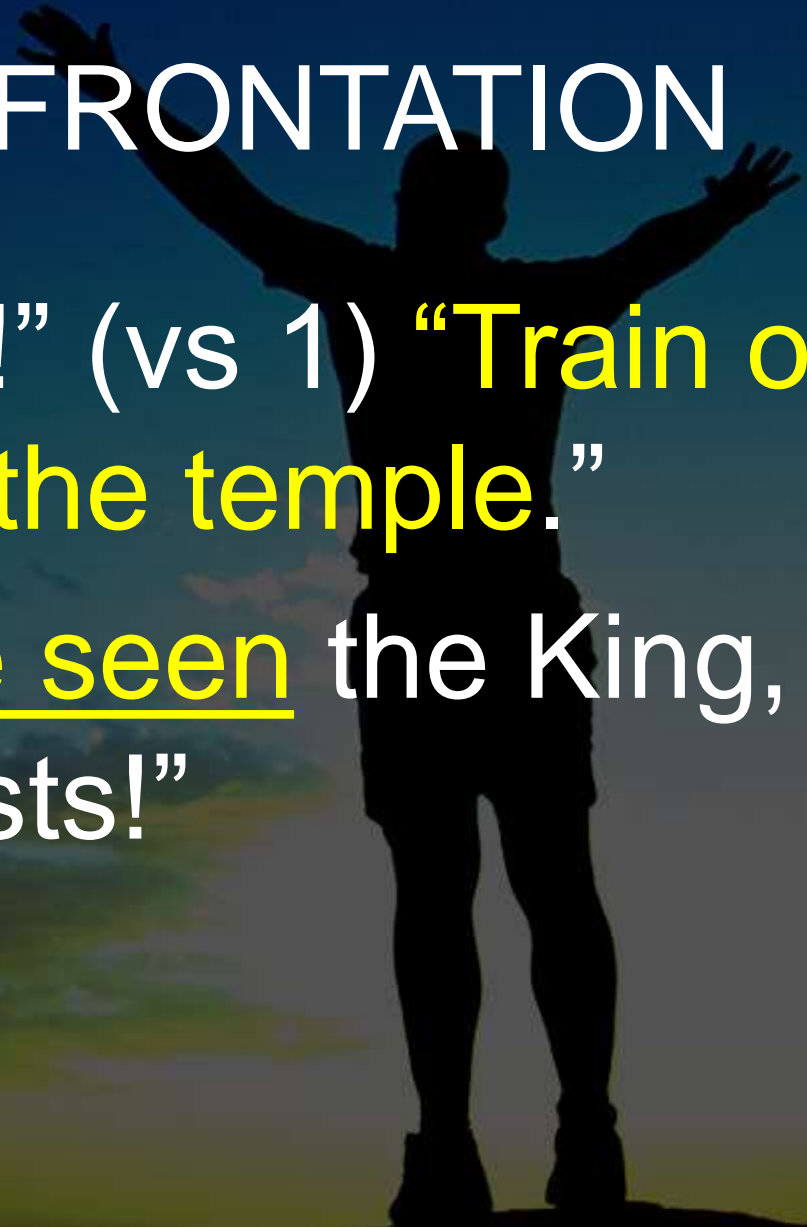 FRONTATION
!” (vs 1) “Train o
the temple.”
e seen the King,
sts!”